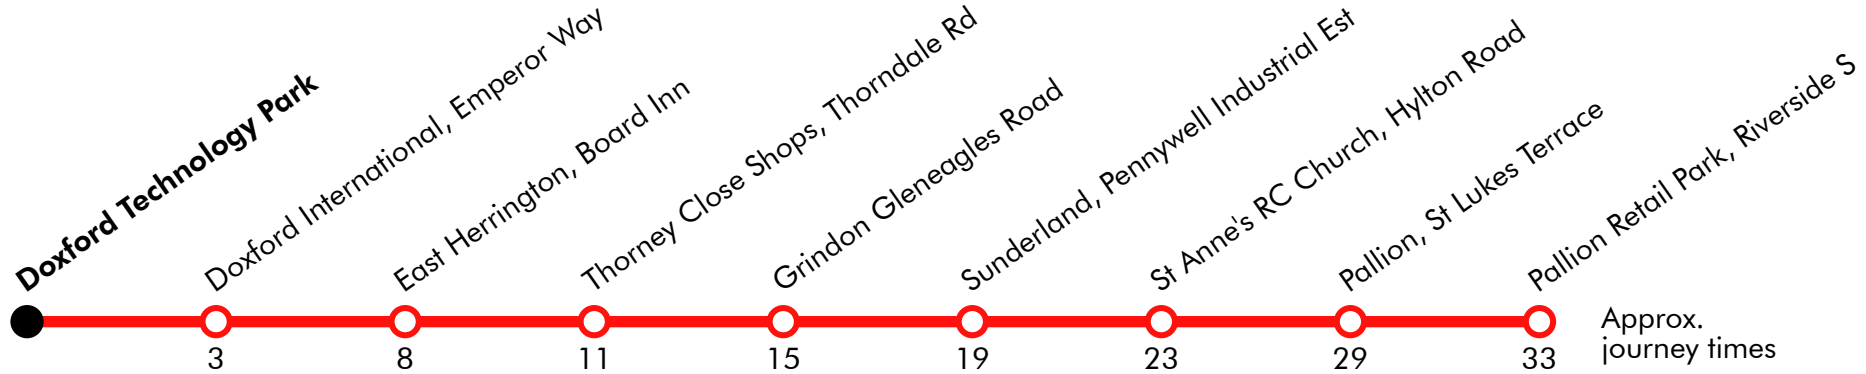 Doxford Technology Park
Doxford International, Emperor Way
East Herrington, Board Inn
Thorney Close Shops, Thorndale Rd
Grindon Gleneagles Road
Sunderland, Pennywell Industrial Est
St Anne's RC Church, Hylton Road
Pallion, St Lukes Terrace
Pallion Retail Park, Riverside S
3 8 11 15 19 23 29 33
Approx.
journey times